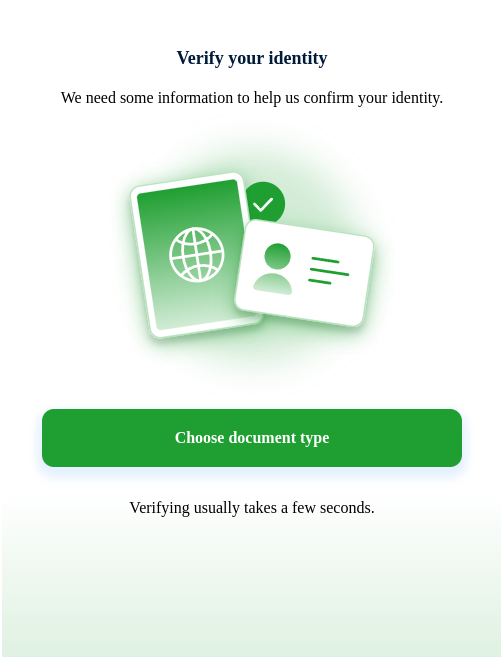 Verify your identity
We need some information to help us confirm your identity.
Choose document type
Verifying usually takes a few seconds.